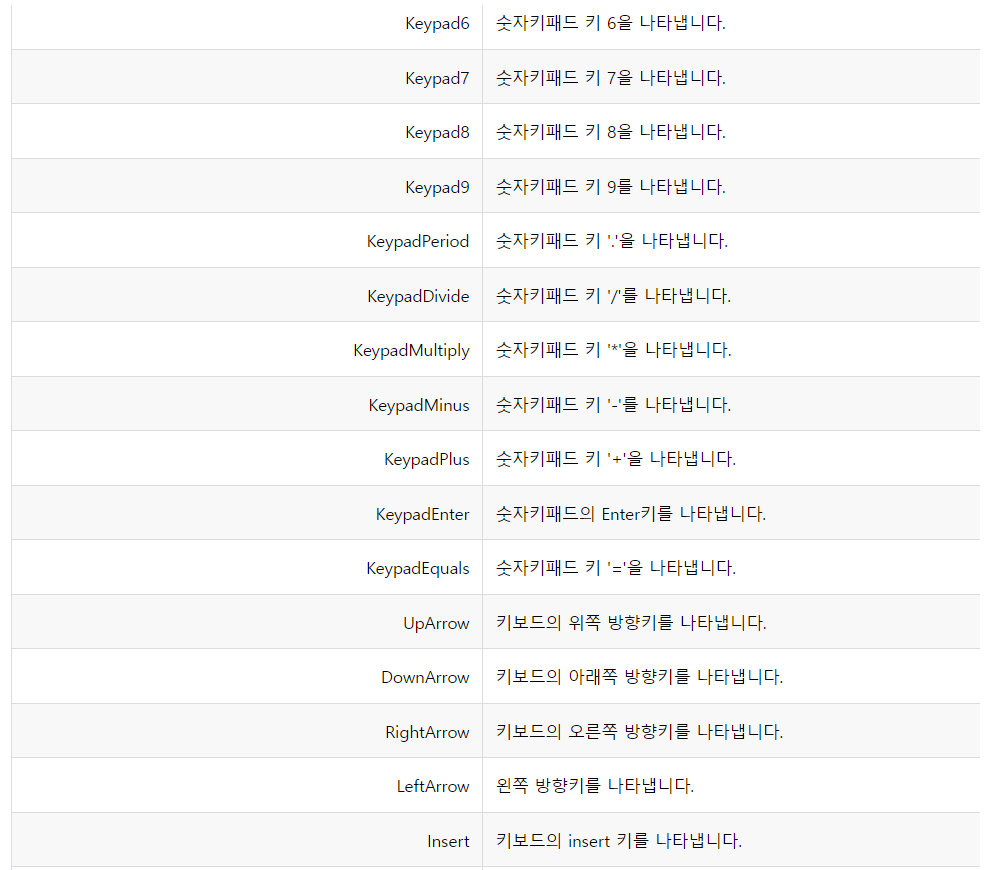 Keypad6 숫자키패드 키 6을 나타냅니다.
Keypad7 숫자키패드 키 7을 나타냅니다.
Keypad8 숫자키패드 키 8을 나타냅니다.
Keypad9 숫자키패드 키 9를 나타냅니다.
KeypadPeriod 숫자키패드 키 '.'을 나타냅니다.
KeypadDivide 숫자키패드 키 '/'를 나타냅니다.
KeypadMultiply 숫자키패드 키 '*'을 나타냅니다.
KeypadMinus 숫자키패드 키 '-'를 나타냅니다.
KeypadPlus 숫자키패드 키 '+'을 나타냅니다.
KeypadEnter 숫자키패드의 Enter키를 나타냅니다.
KeypadEquals 숫자키패드 키 '='을 나타냅니다.
UpArrow 키보드의 위쪽 방향키를 나타냅니다.
DownArrow 키보드의 아래쪽 방향키를 나타냅니다.
RightArrow 키보드의 오른쪽 방향키를 나타냅니다.
LeftArrow 왼쪽 방향키를 나타냅니다.
Insert 키보드의 insert 키를 나타냅니다.